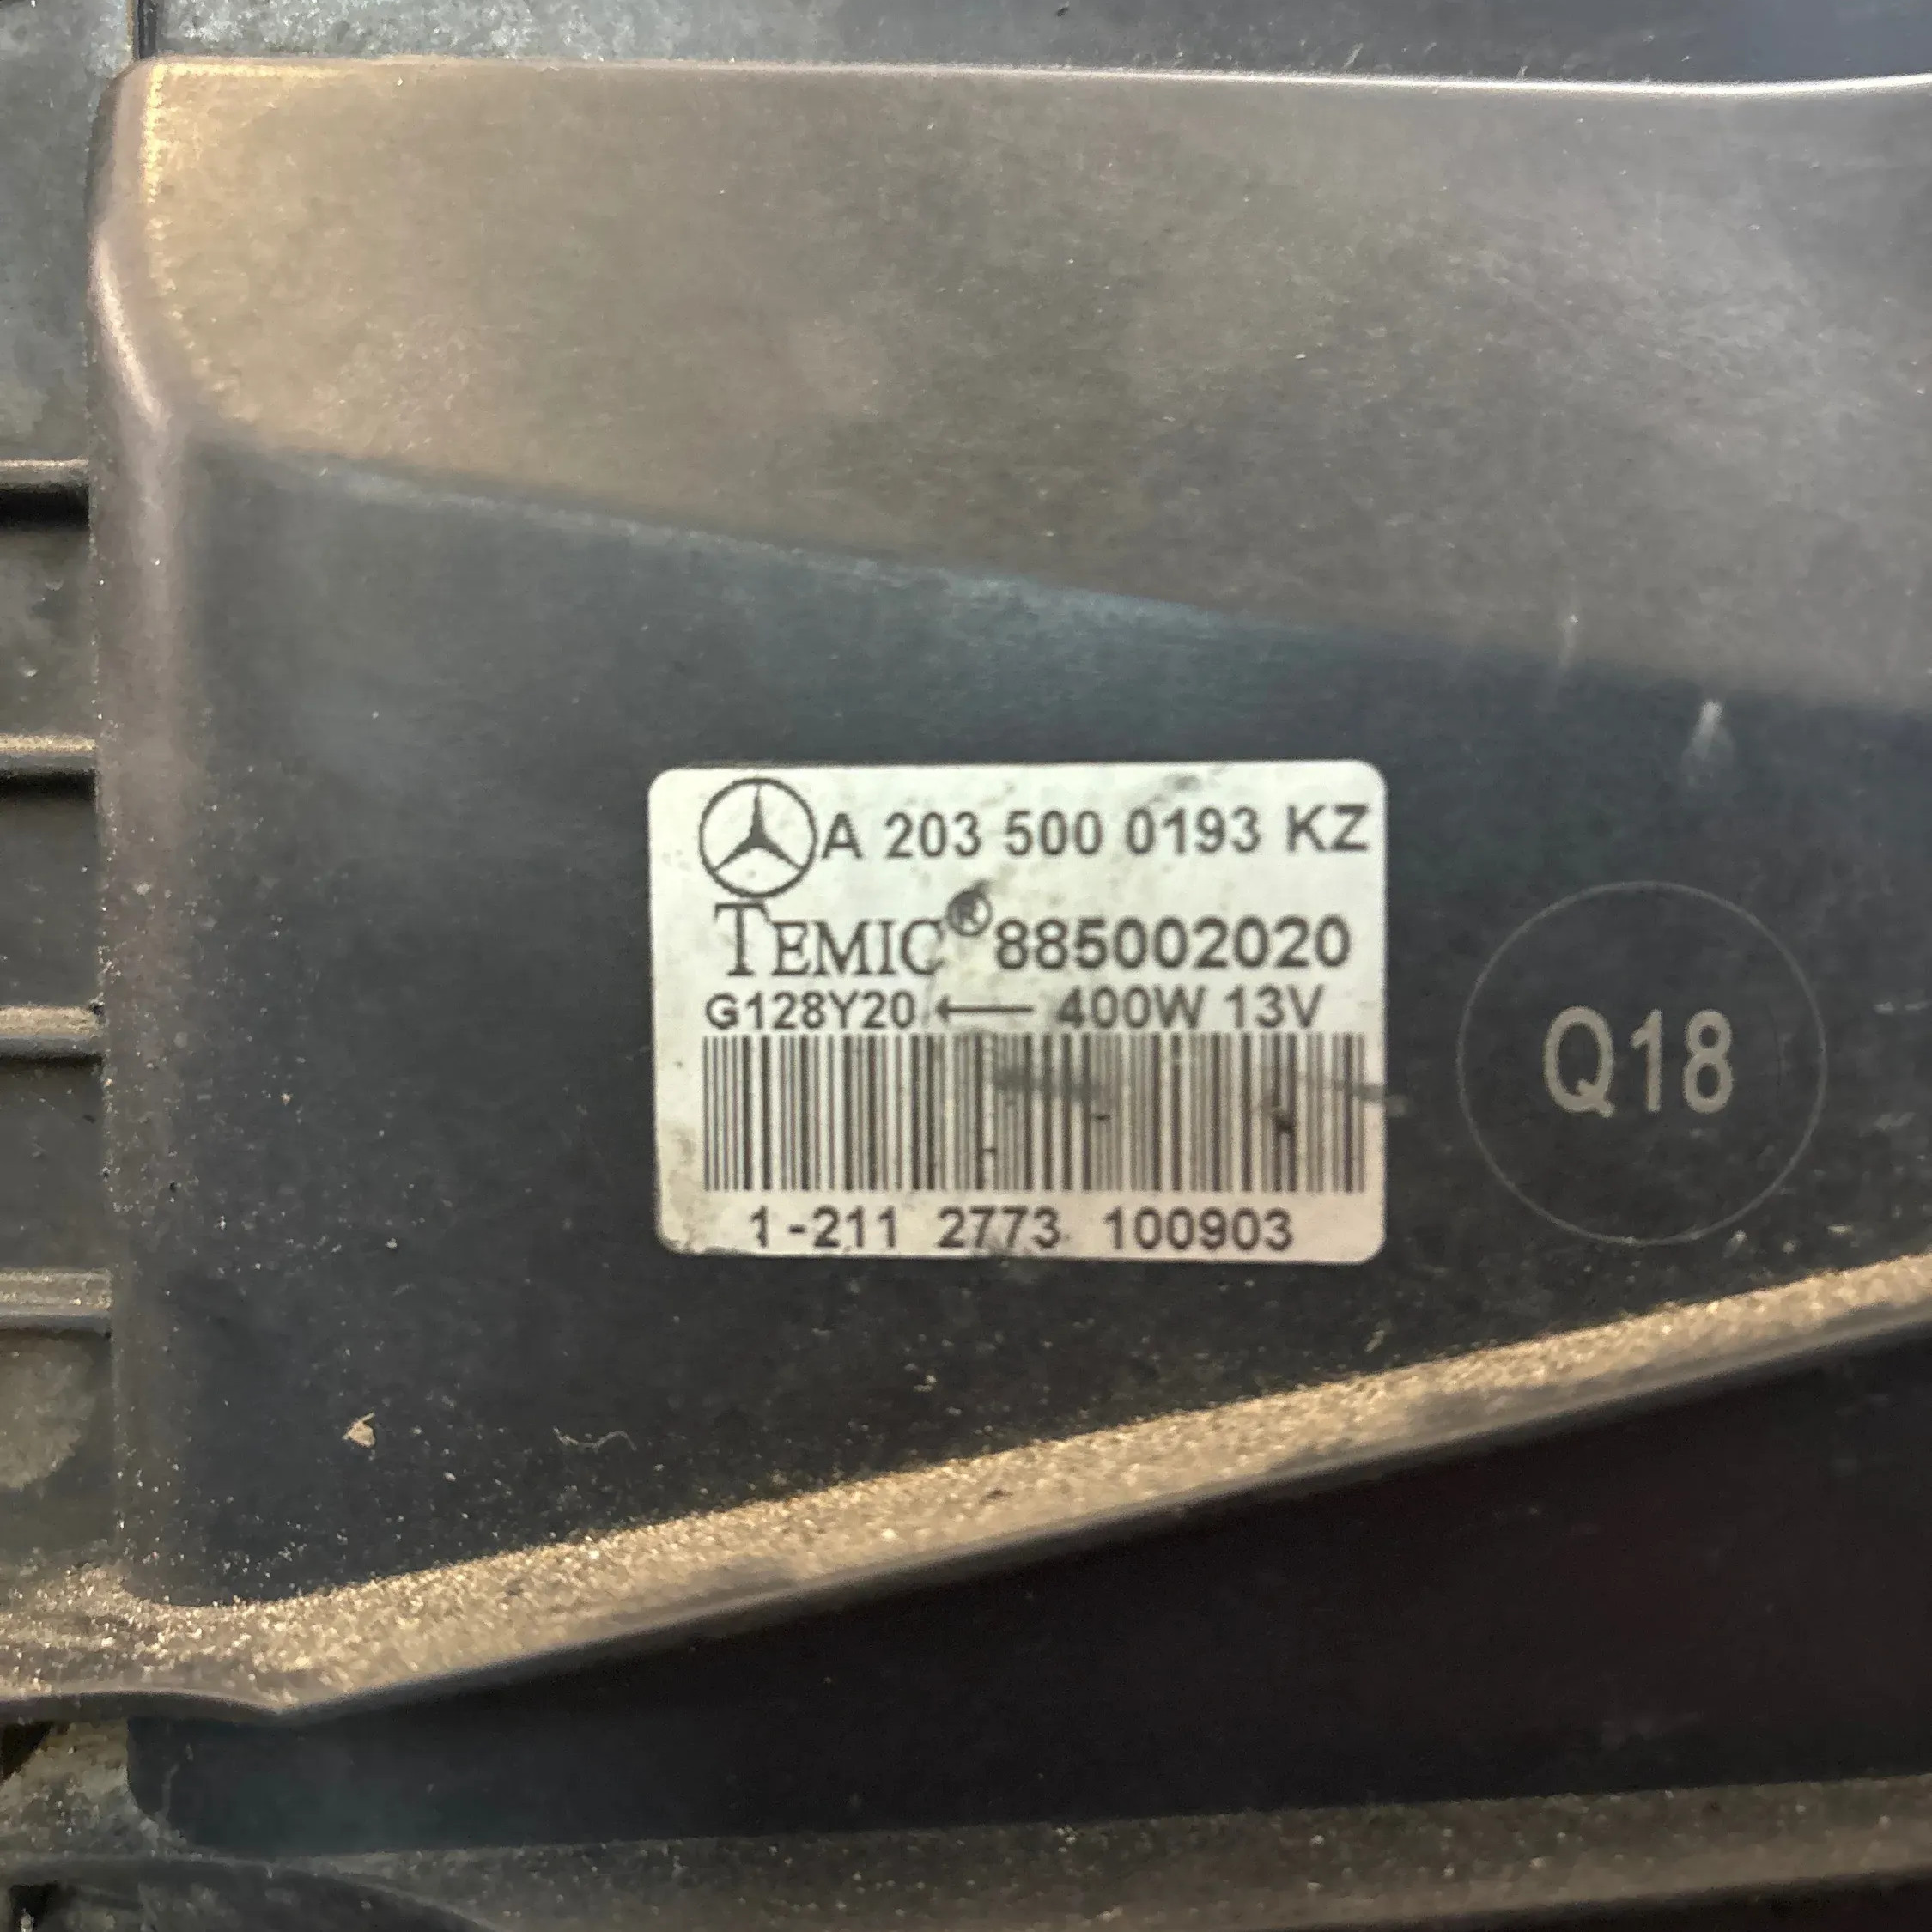 A 203 500 0193 KZ
TEMIC® 885002020
G128Y20 ← 400W 13V
1-211 2773 100903
Q18